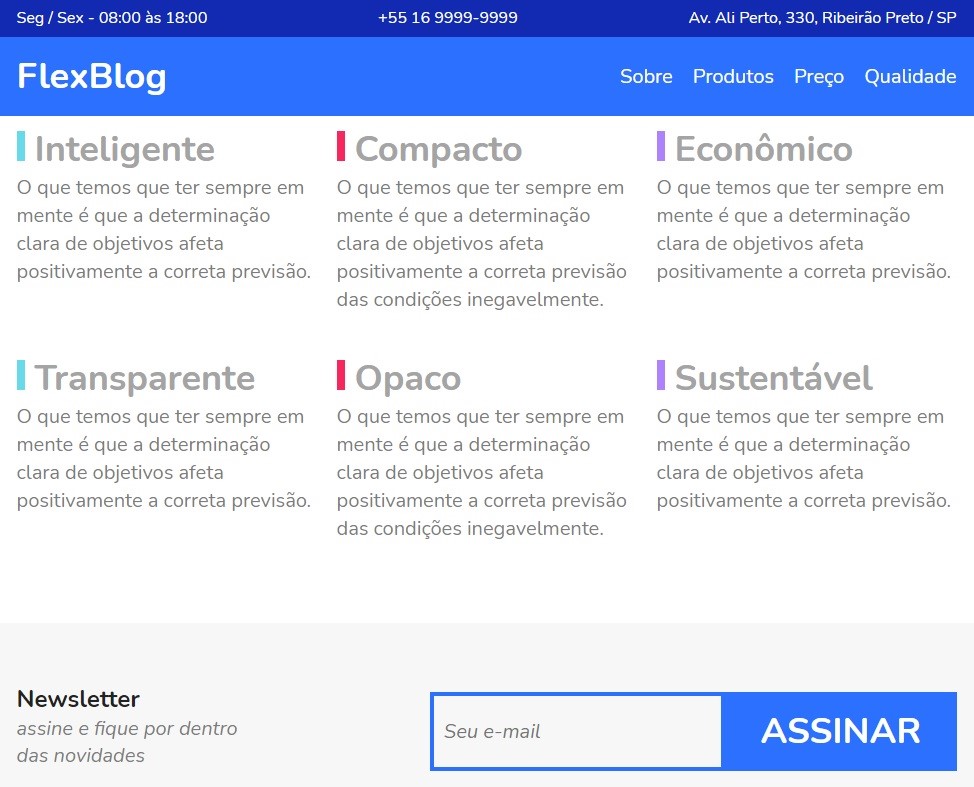 Seg / Sex - 08:00 às 18:00
+55 16 9999-9999
Av. Ali Perto, 330, Ribeirão Preto / SP
FlexBlog
Sobre Produtos Preço Qualidade
Inteligente
O que temos que ter sempre em
mente é que a determinação
clara de objetivos afeta
positivamente a correta previsão.
Compacto
O que temos que ter sempre em
mente é que a determinação
clara de objetivos afeta
positivamente a correta previsão
das condições inegavelmente.
Econômico
O que temos que ter sempre em
mente é que a determinação
clara de objetivos afeta
positivamente a correta previsão.
Transparente
O que temos que ter sempre em
mente é que a determinação
clara de objetivos afeta
positivamente a correta previsão.
Opaco
O que temos que ter sempre em
mente é que a determinação
clara de objetivos afeta
positivamente a correta previsão
das condições inegavelmente.
Sustentável
O que temos que ter sempre em
mente é que a determinação
clara de objetivos afeta
positivamente a correta previsão.
Newsletter
assine e fique por dentro
das novidades
Seu e-mail
ASSINAR